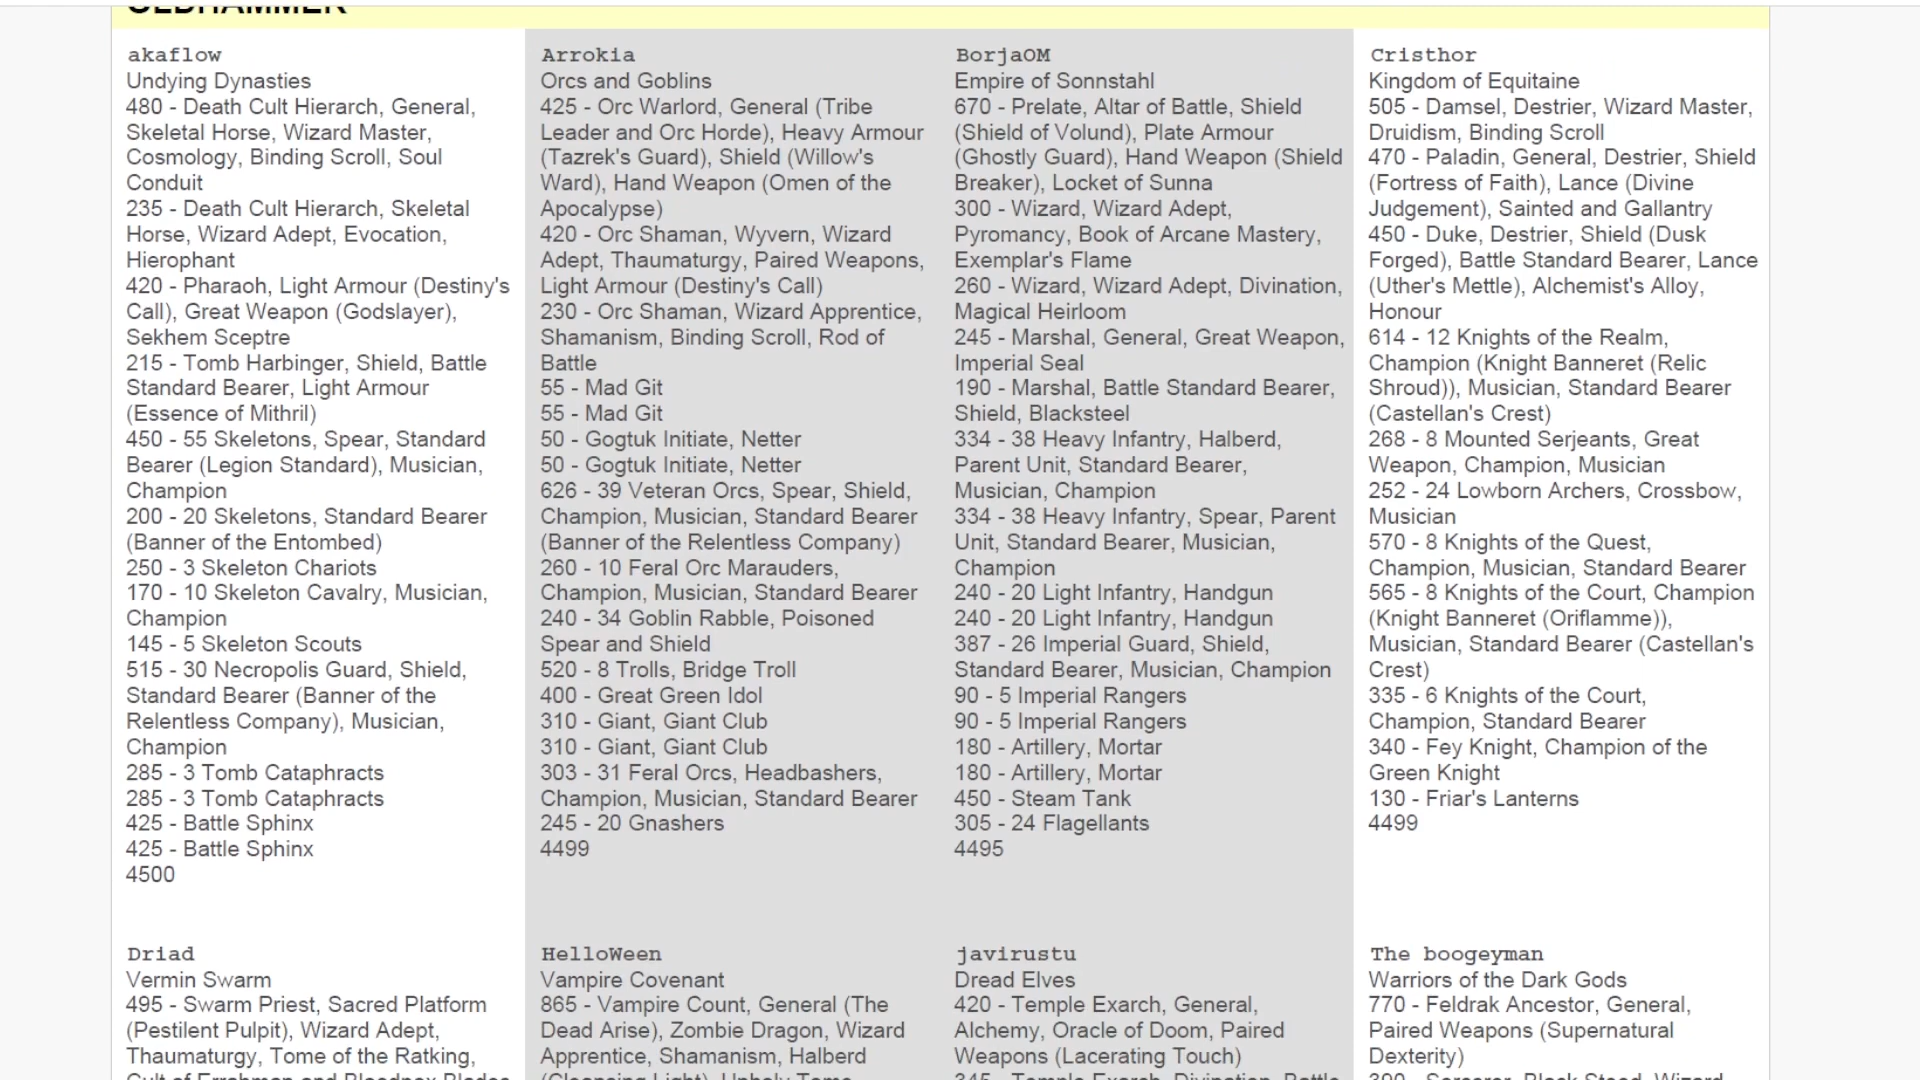 OLDHAMMER
akaflow
Undying Dynasties
480 - Death Cult Hierarch, General,
Skeletal Horse, Wizard Master,
Cosmology, Binding Scroll, Soul
Conduit
235 - Death Cult Hierarch, Skeletal
Horse, Wizard Adept, Evocation,
Hierophant
420 - Pharaoh, Light Armour (Destiny's
Call), Great Weapon (Godslayer),
Sekhem Sceptre
215 - Tomb Harbinger, Shield, Battle
Standard Bearer, Light Armour
(Essence of Mithril)
450 - 55 Skeletons, Spear, Standard
Bearer (Legion Standard), Musician,
Champion
200 - 20 Skeletons, Standard Bearer
(Banner of the Entombed)
250 - 3 Skeleton Chariots
170 - 10 Skeleton Cavalry, Musician,
Champion
145 - 5 Skeleton Scouts
515 - 30 Necropolis Guard, Shield,
Standard Bearer (Banner of the
Relentless Company), Musician,
Champion
285 - 3 Tomb Cataphracts
285 - 3 Tomb Cataphracts
425 - Battle Sphinx
425 - Battle Sphinx
4500
Arrokia
Orcs and Goblins
425 - Orc Warlord, General (Tribe
Leader and Orc Horde), Heavy Armour
(Tazrek's Guard), Shield (Willow's
Ward), Hand Weapon (Omen of the
Apocalypse)
420 - Orc Shaman, Wyvern, Wizard
Adept, Thaumaturgy, Paired Weapons,
Light Armour (Destiny's Call)
230 - Orc Shaman, Wizard Apprentice,
Shamanism, Binding Scroll, Rod of
Battle
55 - Mad Git
55 - Mad Git
50 - Gogtuk Initiate, Netter
50 - Gogtuk Initiate, Netter
626 - 39 Veteran Orcs, Spear, Shield,
Champion, Musician, Standard Bearer
(Banner of the Relentless Company)
260 - 10 Feral Orc Marauders,
Champion, Musician, Standard Bearer
240 - 34 Goblin Rabble, Poisoned
Spear and Shield
520 - 8 Trolls, Bridge Troll
400 - Great Green Idol
310 - Giant, Giant Club
310 - Giant, Giant Club
303 - 31 Feral Orcs, Headbashers,
Champion, Musician, Standard Bearer
245 - 20 Gnashers
4499
BorjaOM
Empire of Sonnstahl
670 - Prelate, Altar of Battle, Shield
(Shield of Volund), Plate Armour
(Ghostly Guard), Hand Weapon (Shield
Breaker), Locket of Sunna
300 - Wizard, Wizard Adept,
Pyromancy, Book of Arcane Mastery,
Exemplar's Flame
260 - Wizard, Wizard Adept, Divination,
Magical Heirloom
245 - Marshal, General, Great Weapon,
Imperial Seal
190 - Marshal, Battle Standard Bearer,
Shield, Blacksteel
334 - 38 Heavy Infantry, Halberd,
Parent Unit, Standard Bearer,
Musician, Champion
334 - 38 Heavy Infantry, Spear, Parent
Unit, Standard Bearer, Musician,
Champion
240 - 20 Light Infantry, Handgun
240 - 20 Light Infantry, Handgun
387 - 26 Imperial Guard, Shield,
Standard Bearer, Musician, Champion
90 - 5 Imperial Rangers
90 - 5 Imperial Rangers
180 - Artillery, Mortar
180 - Artillery, Mortar
450 - Steam Tank
305 - 24 Flagellants
4495
Cristhor
Kingdom of Equitaine
505 - Damsel, Destrier, Wizard Master,
Druidism, Binding Scroll
470 - Paladin, General, Destrier, Shield
(Fortress of Faith), Lance (Divine
Judgement), Sainted and Gallantry
450 - Duke, Destrier, Shield (Dusk
Forged), Battle Standard Bearer, Lance
(Uther's Mettle), Alchemist's Alloy,
Honour
614 - 12 Knights of the Realm,
Champion (Knight Banneret (Relic
Shroud)), Musician, Standard Bearer
(Castellan's Crest)
268 - 8 Mounted Serjeants, Great
Weapon, Champion, Musician
252 - 24 Lowborn Archers, Crossbow,
Musician
570 - 8 Knights of the Quest,
Champion, Musician, Standard Bearer
565 - 8 Knights of the Court, Champion
(Knight Banneret (Oriflamme)),
Musician, Standard Bearer (Castellan's
Crest)
335 - 6 Knights of the Court,
Champion, Standard Bearer
340 - Fey Knight, Champion of the
Green Knight
130 - Friar's Lanterns
4499
Driad
Vermin Swarm
495 - Swarm Priest, Sacred Platform
(Pestilent Pulpit), Wizard Adept,
Thaumaturgy, Tome of the Ratking,
HelloWeen
Vampire Covenant
865 - Vampire Count, General (The
Dead Arise), Zombie Dragon, Wizard
Apprentice, Shamanism, Halberd
javirustu
Dread Elves
420 - Temple Exarch, General,
Alchemy, Oracle of Doom, Paired
Weapons (Lacerating Touch)
345 - Temple Exarch, Divination, Battle
The boogeyman
Warriors of the Dark Gods
770 - Feldrak Ancestor, General,
Paired Weapons (Supernatural
Dexterity)